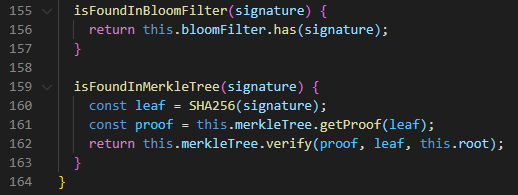 155 isFoundInBloomFilter(signature) {
156 return this.bloomFilter.has(signature);
157 }
158
159 isFoundInMerkleTree(signature) {
160 const leaf = SHA256(signature);
161 const proof = this.merkleTree.getProof(leaf);
162 return this.merkleTree.verify(proof, leaf, this.root);
163 }
164 }